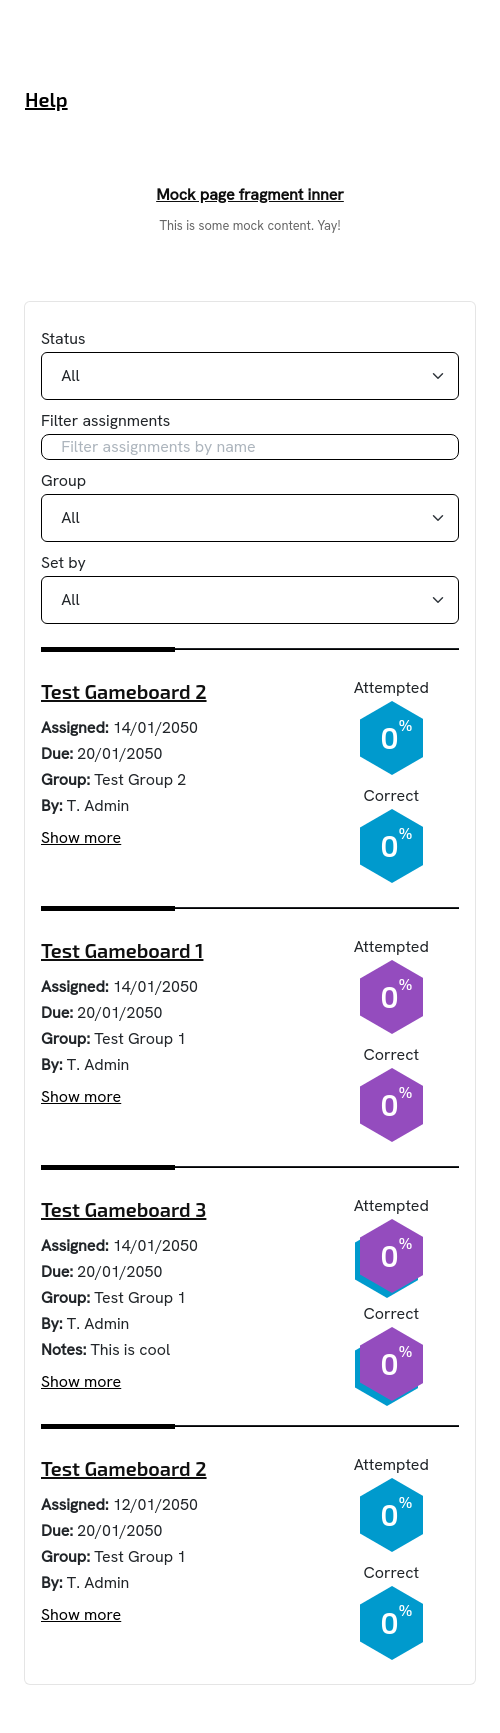 Help
Mock page fragment inner
This is some mock content. Yay!
Status
All
Filter assignments
Filter assignments by name
Group
All
Set by
All
Test Gameboard 2
Assigned: 14/01/2050
Due: 20/01/2050
Group: Test Group 2
By: T. Admin
Show more
Attempted
0%
Correct
0%
Test Gameboard 1
Assigned: 14/01/2050
Due: 20/01/2050
Group: Test Group 1
By: T. Admin
Show more
Attempted
0%
Correct
0%
Test Gameboard 3
Assigned: 14/01/2050
Due: 20/01/2050
Group: Test Group 1
By: T. Admin
Notes: This is cool
Show more
Attempted
0%
Correct
0%
Test Gameboard 2
Assigned: 12/01/2050
Due: 20/01/2050
Group: Test Group 1
By: T. Admin
Show more
Attempted
0%
Correct
0%